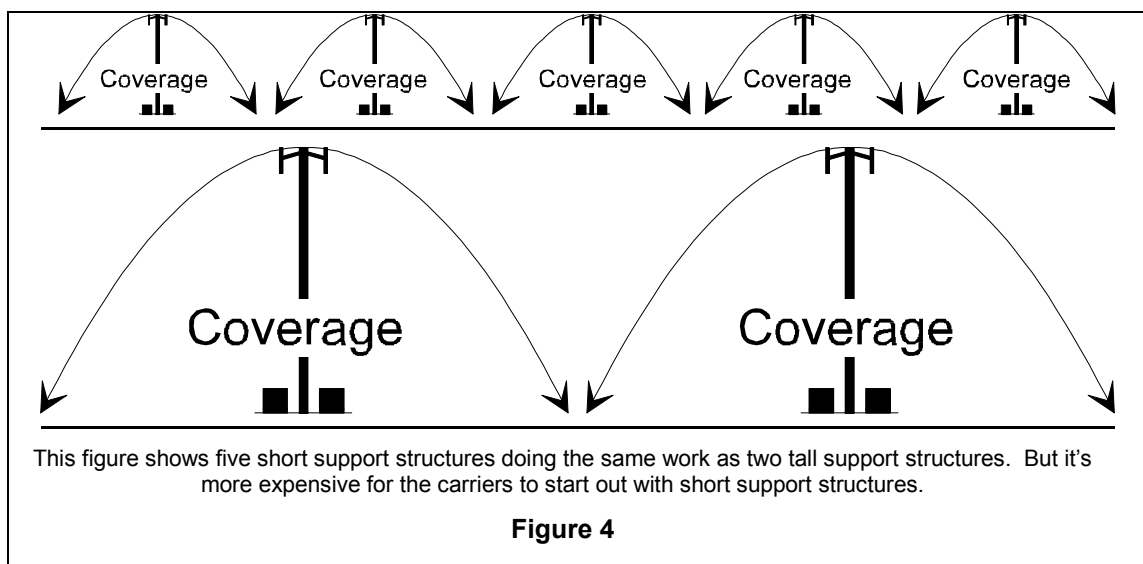 Coverage Coverage Coverage Coverage Coverage
Coverage Coverage
This figure shows five short support structures doing the same work as two tall support structures.  But it's
more expensive for the carriers to start out with short support structures.
Figure 4